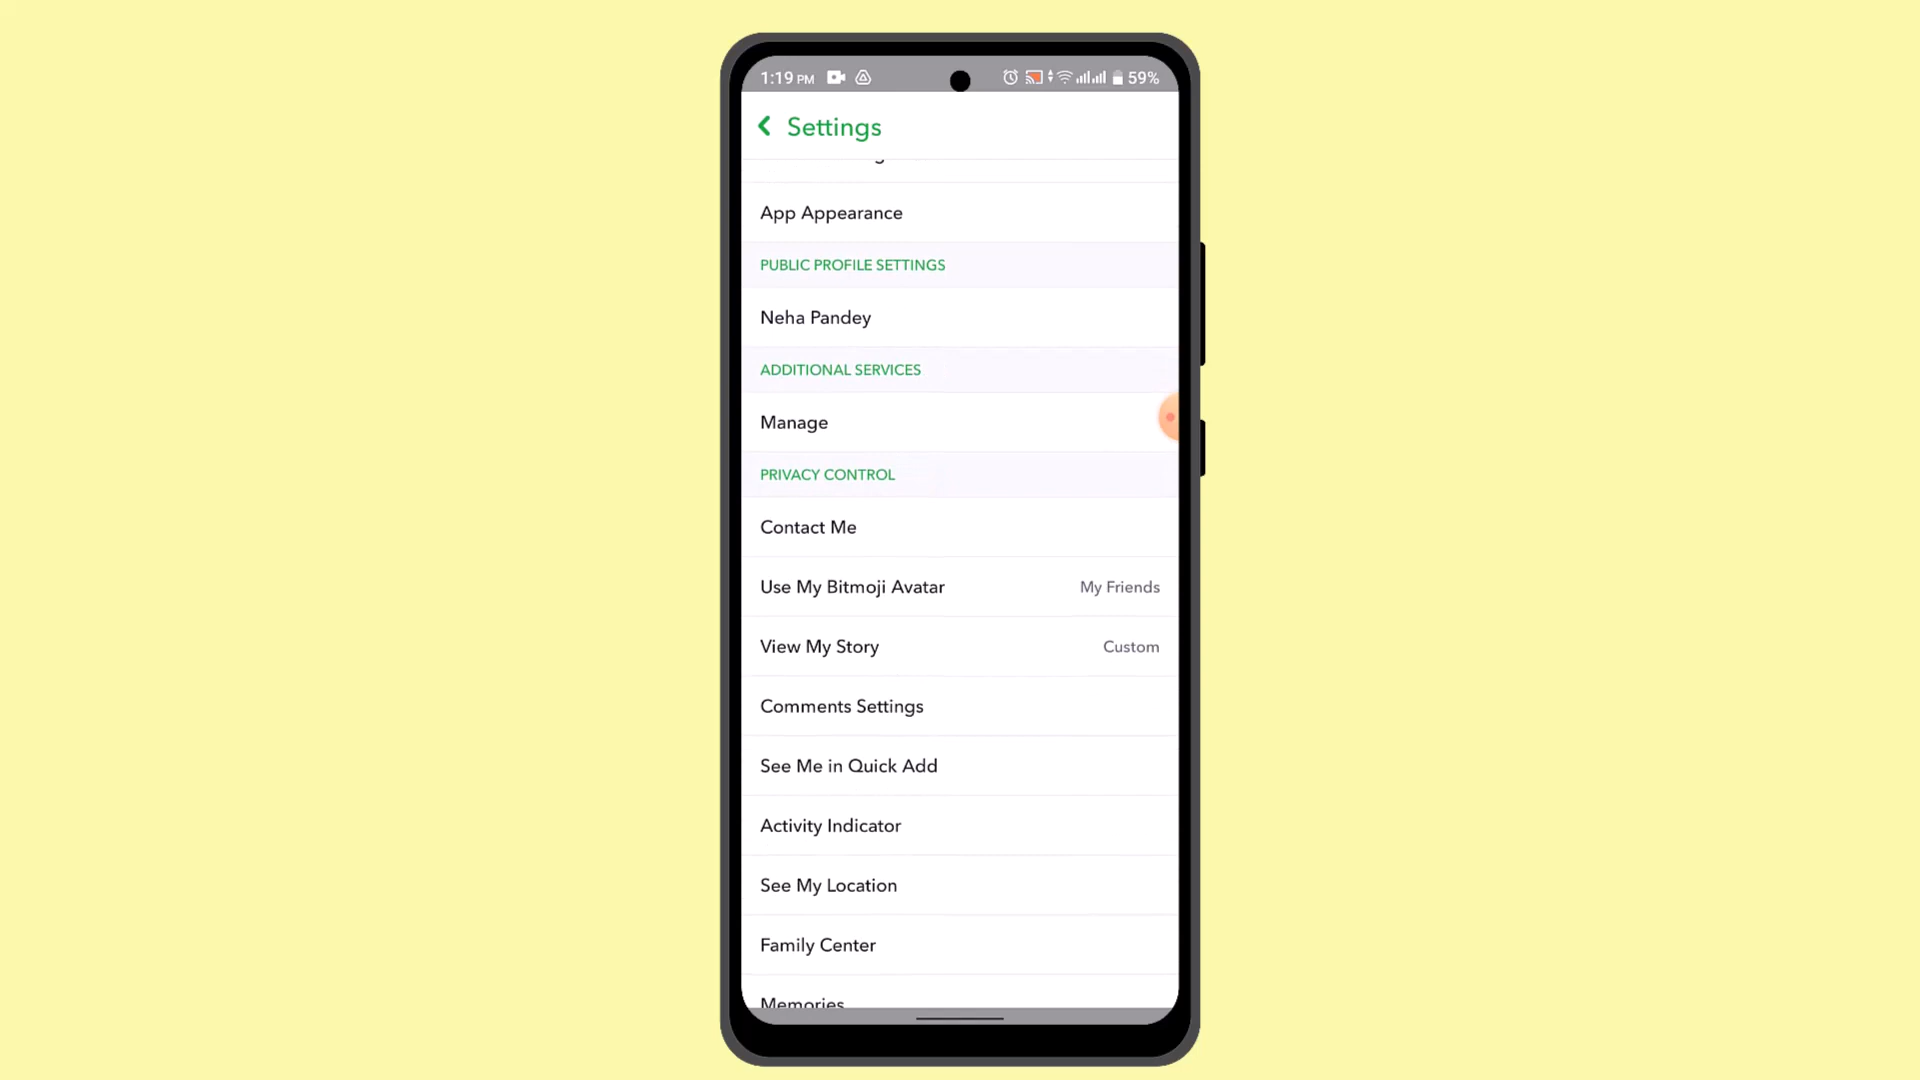 1:19 PM 59%
Settings
App Appearance
PUBLIC PROFILE SETTINGS
Neha Pandey
ADDITIONAL SERVICES
Manage
PRIVACY CONTROL
Contact Me
Use My Bitmoji Avatar My Friends
View My Story Custom
Comments Settings
See Me in Quick Add
Activity Indicator
See My Location
Family Center
Memories